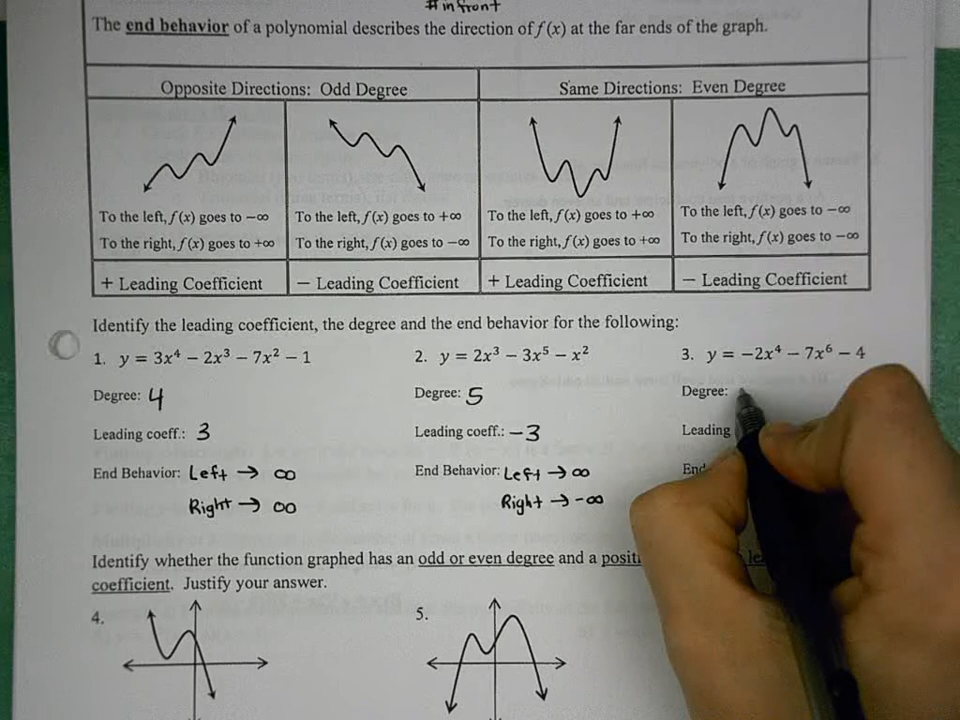 # in front
The end behavior of a polynomial describes the direction of f(x) at the far ends of the graph.
Opposite Directions: Odd Degree
Same Directions: Even Degree
To the left, f(x) goes to −∞
To the right, f(x) goes to +∞
To the left, f(x) goes to +∞
To the right, f(x) goes to −∞
To the left, f(x) goes to +∞
To the right, f(x) goes to +∞
To the left, f(x) goes to −∞
To the right, f(x) goes to −∞
+ Leading Coefficient
− Leading Coefficient
+ Leading Coefficient
− Leading Coefficient
Identify the leading coefficient, the degree and the end behavior for the following:
1. y = 3x⁴ − 2x³ − 7x² − 1
Degree: 4
Leading coeff.: 3
End Behavior: Left → ∞
Right → ∞
2. y = 2x³ − 3x⁵ − x²
Degree: 5
Leading coeff.: −3
End Behavior: Left → ∞
Right → -∞
3. y = −2x⁴ − 7x⁶ − 4
Degree:
Leading
End
Identify whether the function graphed has an odd or even degree and a
coefficient. Justify your answer.
4.
5.